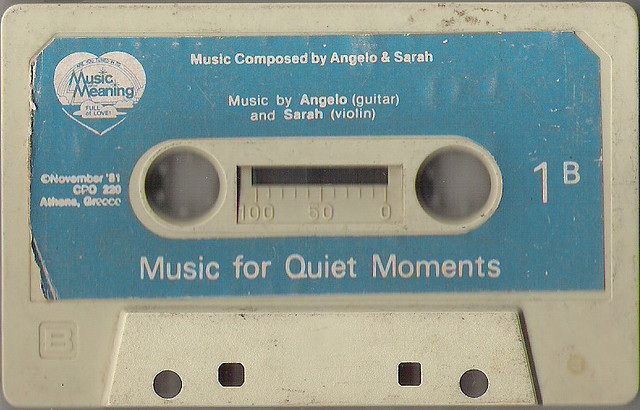 Music Composed by Angelo & Sarah
Music
Meaning
FULL
of LOVE!
Music by Angelo (guitar)
and Sarah (violin)
©November '81
CPO 220
Athens, Greece
100 50 0
1 B
Music for Quiet Moments
B